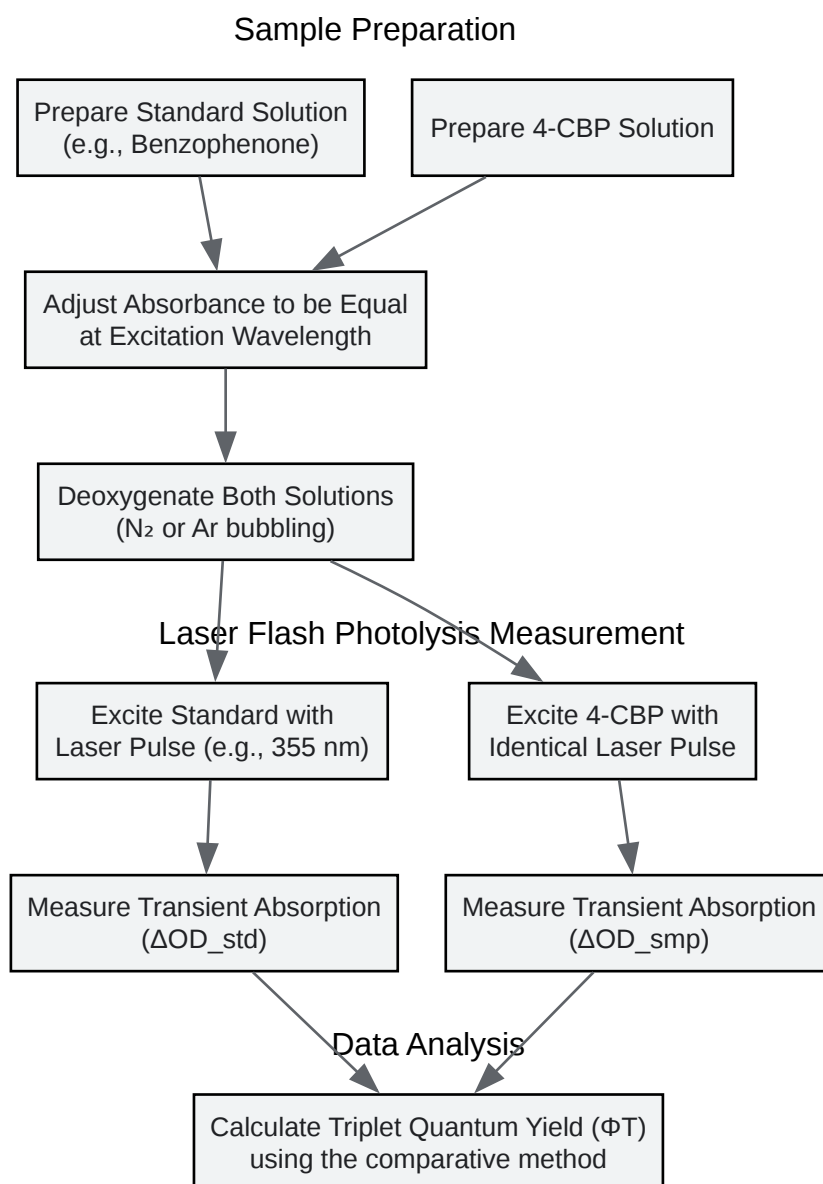 Sample Preparation
Prepare Standard Solution
(e.g., Benzophenone)
Prepare 4-CBP Solution
Adjust Absorbance to be Equal
at Excitation Wavelength
Deoxygenate Both Solutions
(N₂ or Ar bubbling)
Laser Flash Photolysis Measurement
Excite Standard with
Laser Pulse (e.g., 355 nm)
Excite 4-CBP with
Identical Laser Pulse
Measure Transient Absorption
(ΔOD_std)
Measure Transient Absorption
(ΔOD_smp)
Data Analysis
Calculate Triplet Quantum Yield (ΦT)
using the comparative method